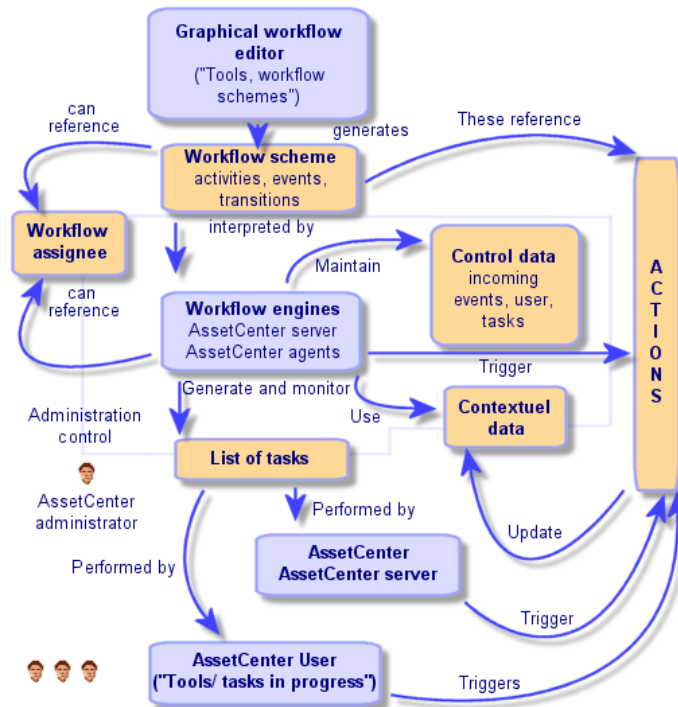 Graphical workflow
editor
("Tools, workflow
schemes")
can
reference
generates
These reference
Workflow scheme
activities, events,
transitions
Workflow
assignee
interpreted by
Maintain
Control data
incoming
events, user,
tasks
ACTIONS
can
reference
Workflow engines
AssetCenter server
AssetCenter agents
Trigger
Generate and monitor
Use
Contextuel
data
Administration
control
List of tasks
AssetCenter
administrator
Performed by
Update
AssetCenter
AssetCenter server
Performed by
Trigger
AssetCenter User
("Tools/ tasks in progress")
Triggers